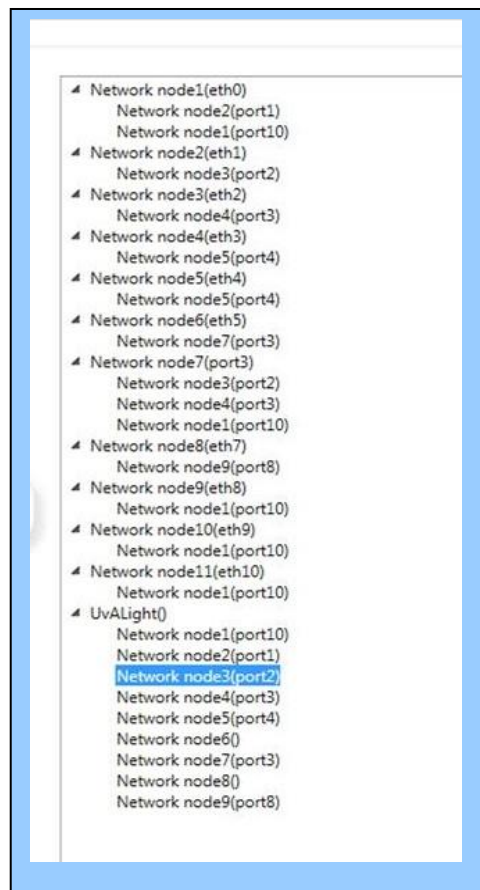 Network node1(eth0)
Network node2(port1)
Network node1(port10)
Network node2(eth1)
Network node3(port2)
Network node3(eth2)
Network node4(port3)
Network node4(eth3)
Network node5(port4)
Network node5(eth4)
Network node5(port4)
Network node6(eth5)
Network node7(port3)
Network node7(port3)
Network node3(port2)
Network node4(port3)
Network node1(port10)
Network node8(eth7)
Network node9(port8)
Network node9(eth8)
Network node1(port10)
Network node10(eth9)
Network node1(port10)
Network node11(eth10)
Network node1(port10)
UvALight()
Network node1(port10)
Network node2(port1)
Network node3(port2)
Network node4(port3)
Network node5(port4)
Network node6()
Network node7(port3)
Network node8()
Network node9(port8)